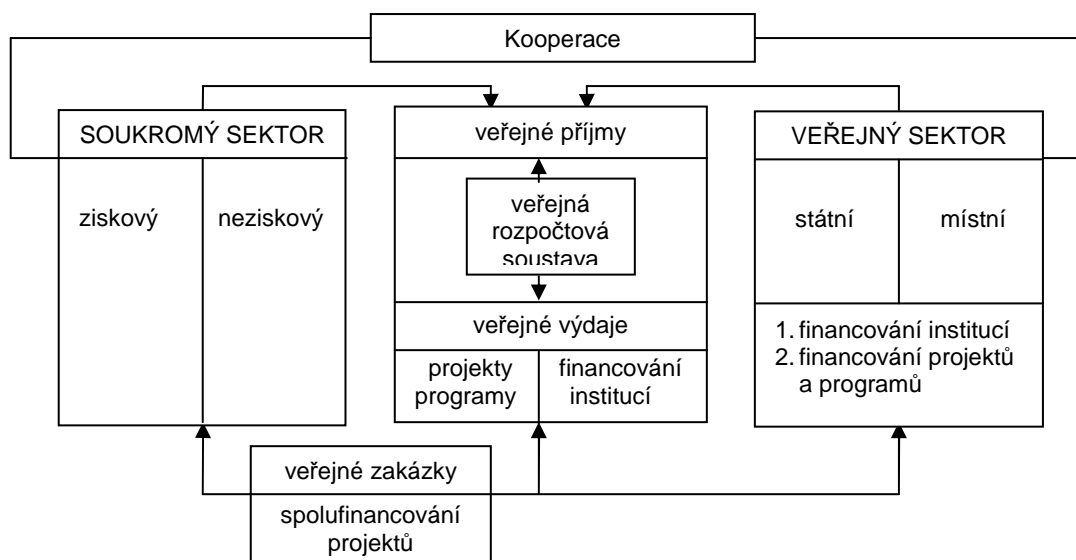 Kooperace
SOUKROMÝ SEKTOR
ziskový
neziskový
veřejné příjmy
veřejná
rozpočtová
soustava
veřejné výdaje
projekty
programy
financování
institucí
VEŘEJNÝ SEKTOR
státní
místní
1. financování institucí
2. financování projektů
a programů
veřejné zakázky
spolufinancování
projektů